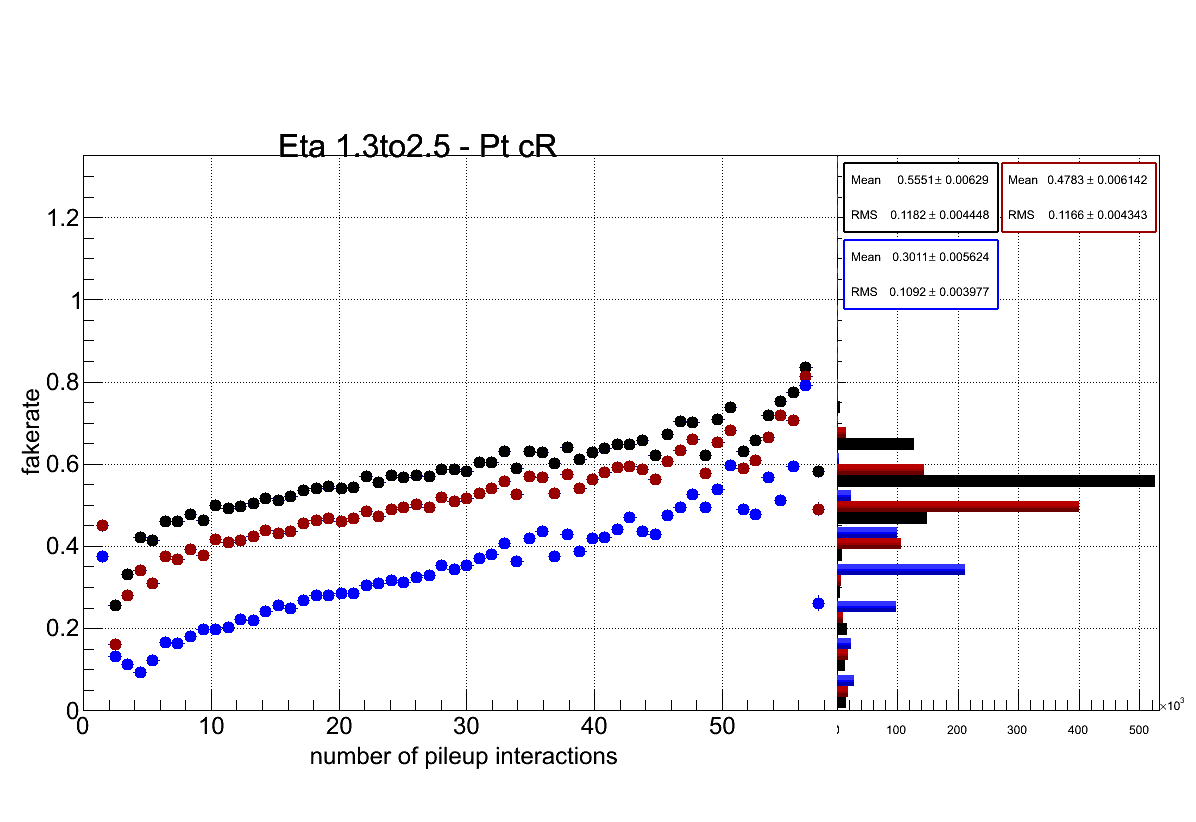 Eta 1.3to2.5 - Pt cR
Mean 0.5551± 0.00629
RMS 0.1182 ± 0.004448
Mean 0.4783 ± 0.006142
RMS 0.1166 ± 0.004343
Mean 0.3011± 0.005624
RMS 0.1092 ± 0.003977
fakerate
1.2
1
0.8
0.6
0.4
0.2
0
0 10 20 30 40 50
number of pileup interactions
100 200 300 400 500
×10³